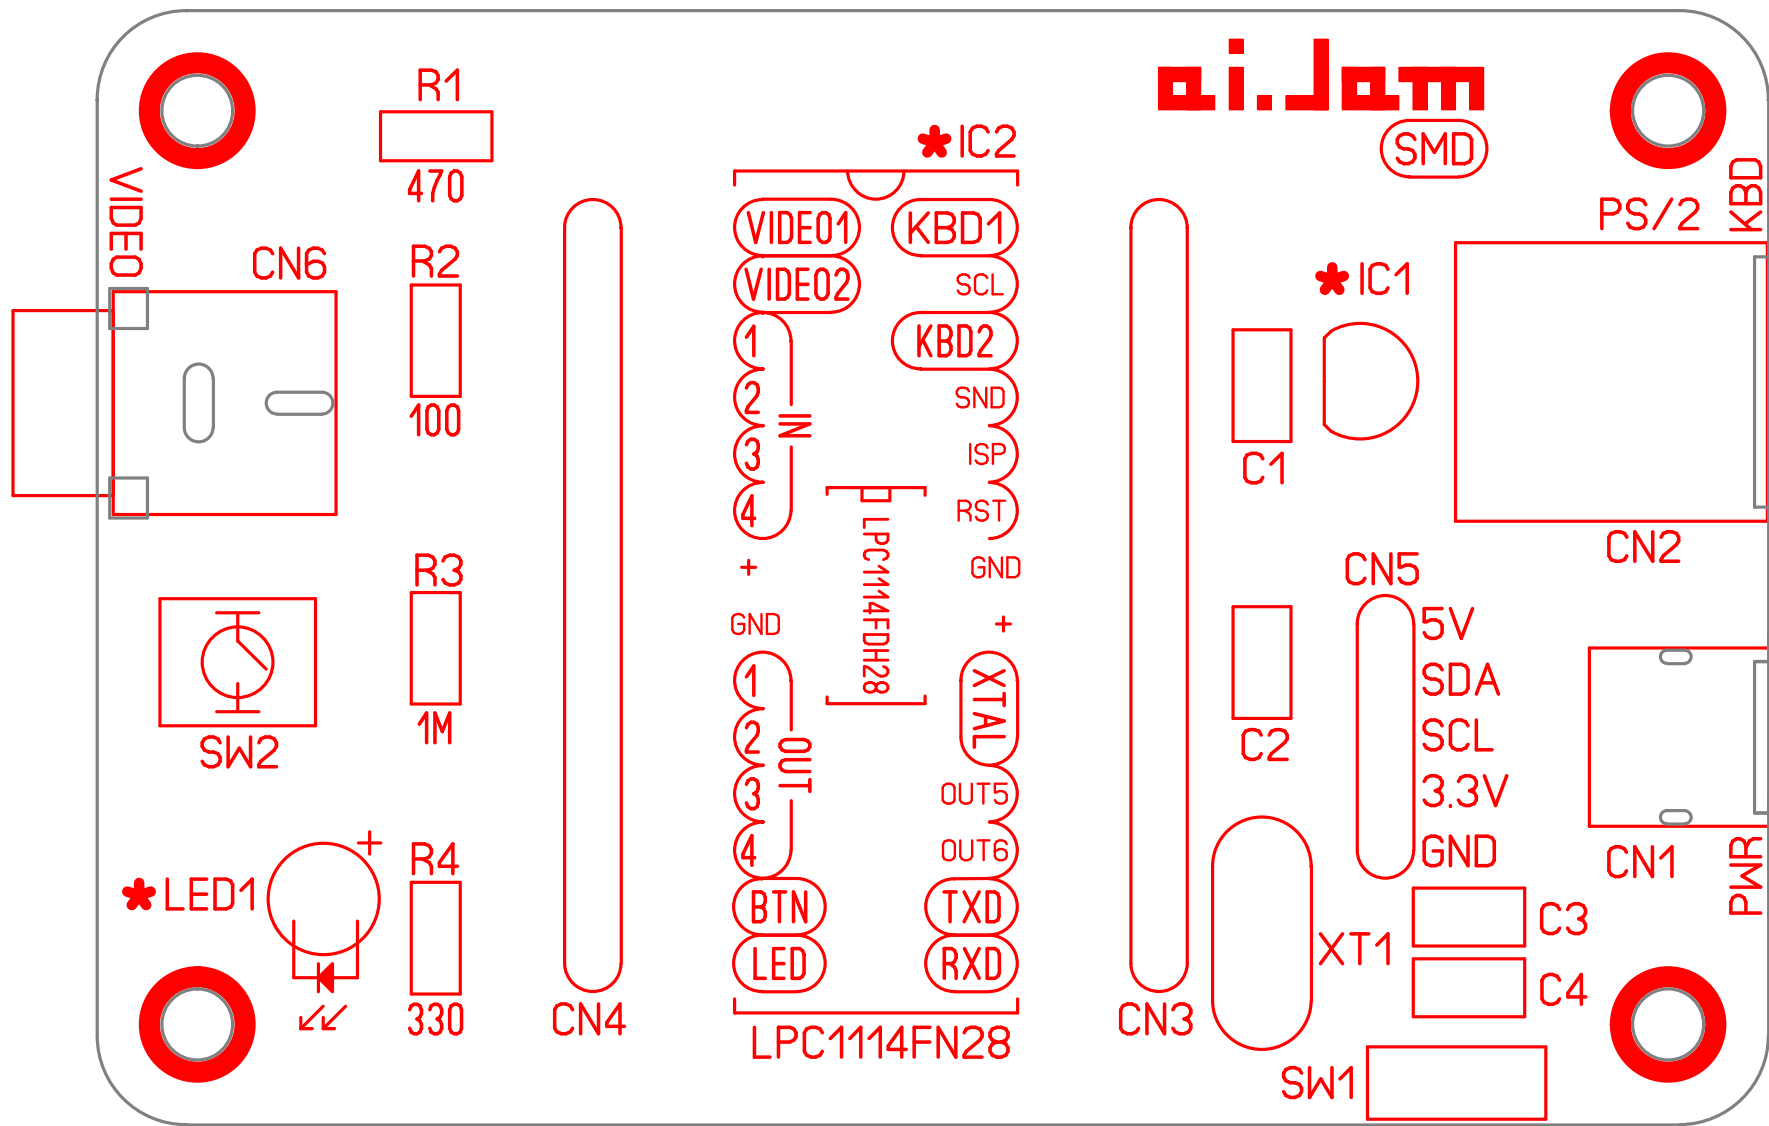 ai.Jam
R1
*IC2
SMD
470
VIDEO
KBD
PS/2
VIDEO1
KBD1
CN6
R2
VIDEO2
SCL
*IC1
1
KBD2
2
SND
100
IN
3
ISP
C1
4
RST
LPC1114FDH28
CN2
+
GND
CN5
R3
GND
+
5V
1
XTAL
SDA
1M
2
SCL
SW2
C2
OUT
3
OUT5
3.3V
+
4
OUT6
GND
R4
CN1
PWR
*LED1
BTN
TXD
C3
XT1
LED
RXD
C4
330
CN4
CN3
LPC1114FN28
SW1